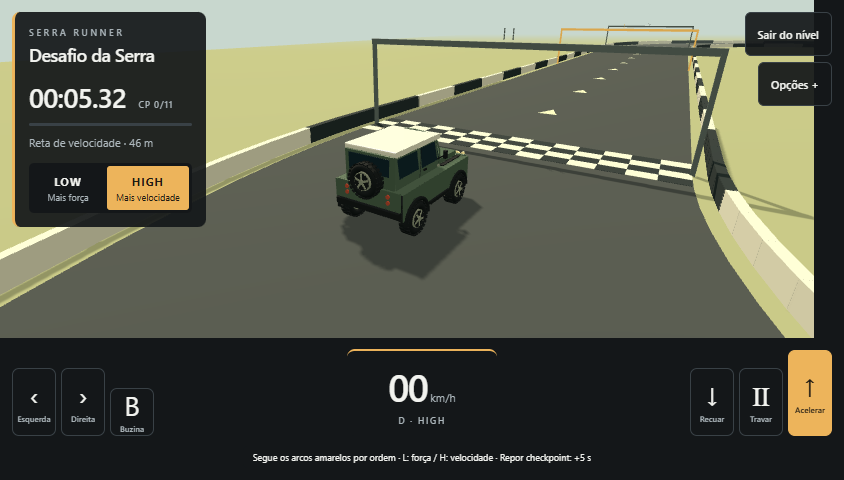 SERRA RUNNER
Desafio da Serra
00:05.32 CP 0/11
Reta de velocidade · 46 m
LOW
Mais força
HIGH
Mais velocidade
Sair do nível
Opções +
‹
Esquerda
›
Direita
B
Buzina
00 km/h
D · HIGH
↓
Recuar
II
Travar
↑
Acelerar
Segue os arcos amarelos por ordem · L: força / H: velocidade · Repor checkpoint: +5 s